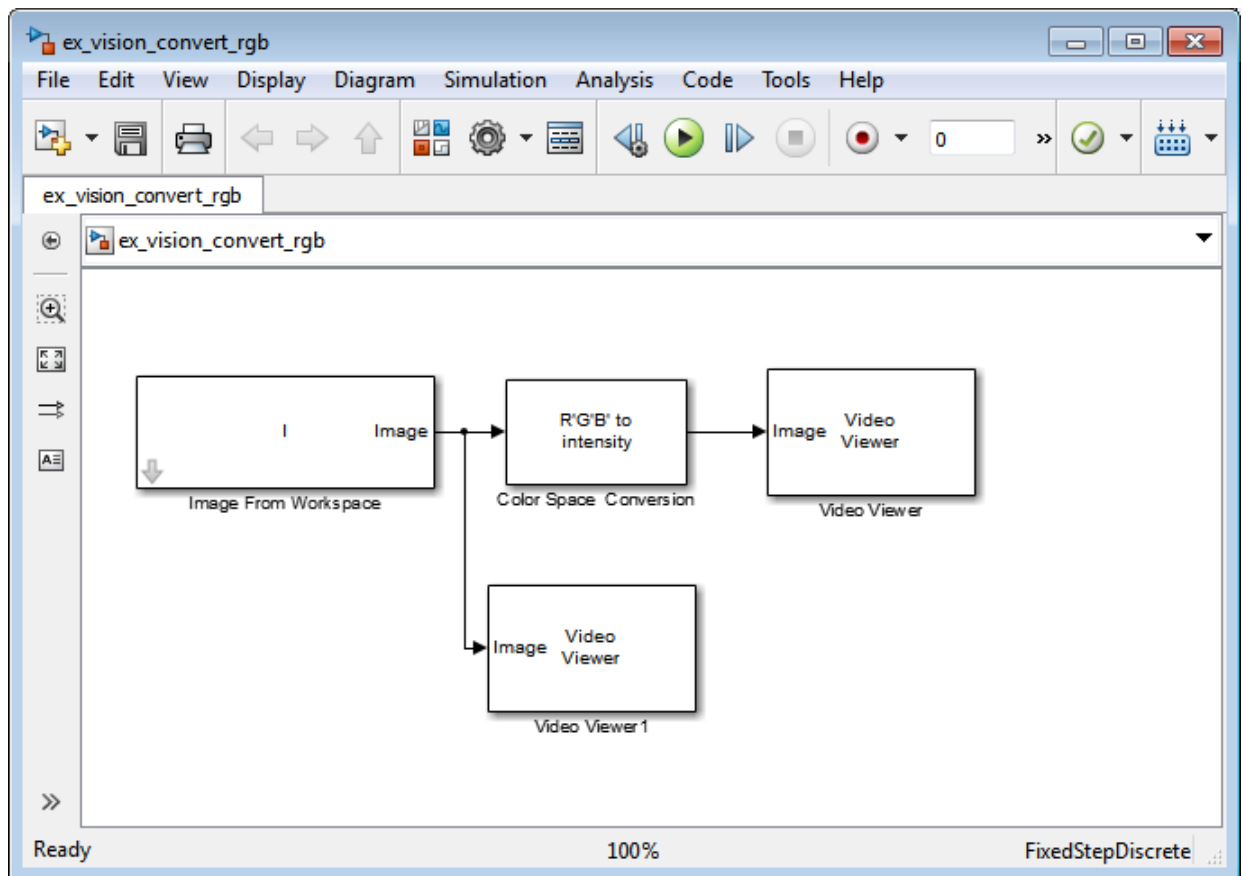 ex_vision_convert_rgb
File Edit View Display Diagram Simulation Analysis Code Tools Help
0 »
ex_vision_convert_rgb
ex_vision_convert_rgb
I Image
R'G'B' to
intensity
Image Video
Viewer
Image From Workspace
Color Space Conversion
Video Viewer
Image Video
Viewer
Video Viewer1
»
Ready 100% FixedStepDiscrete